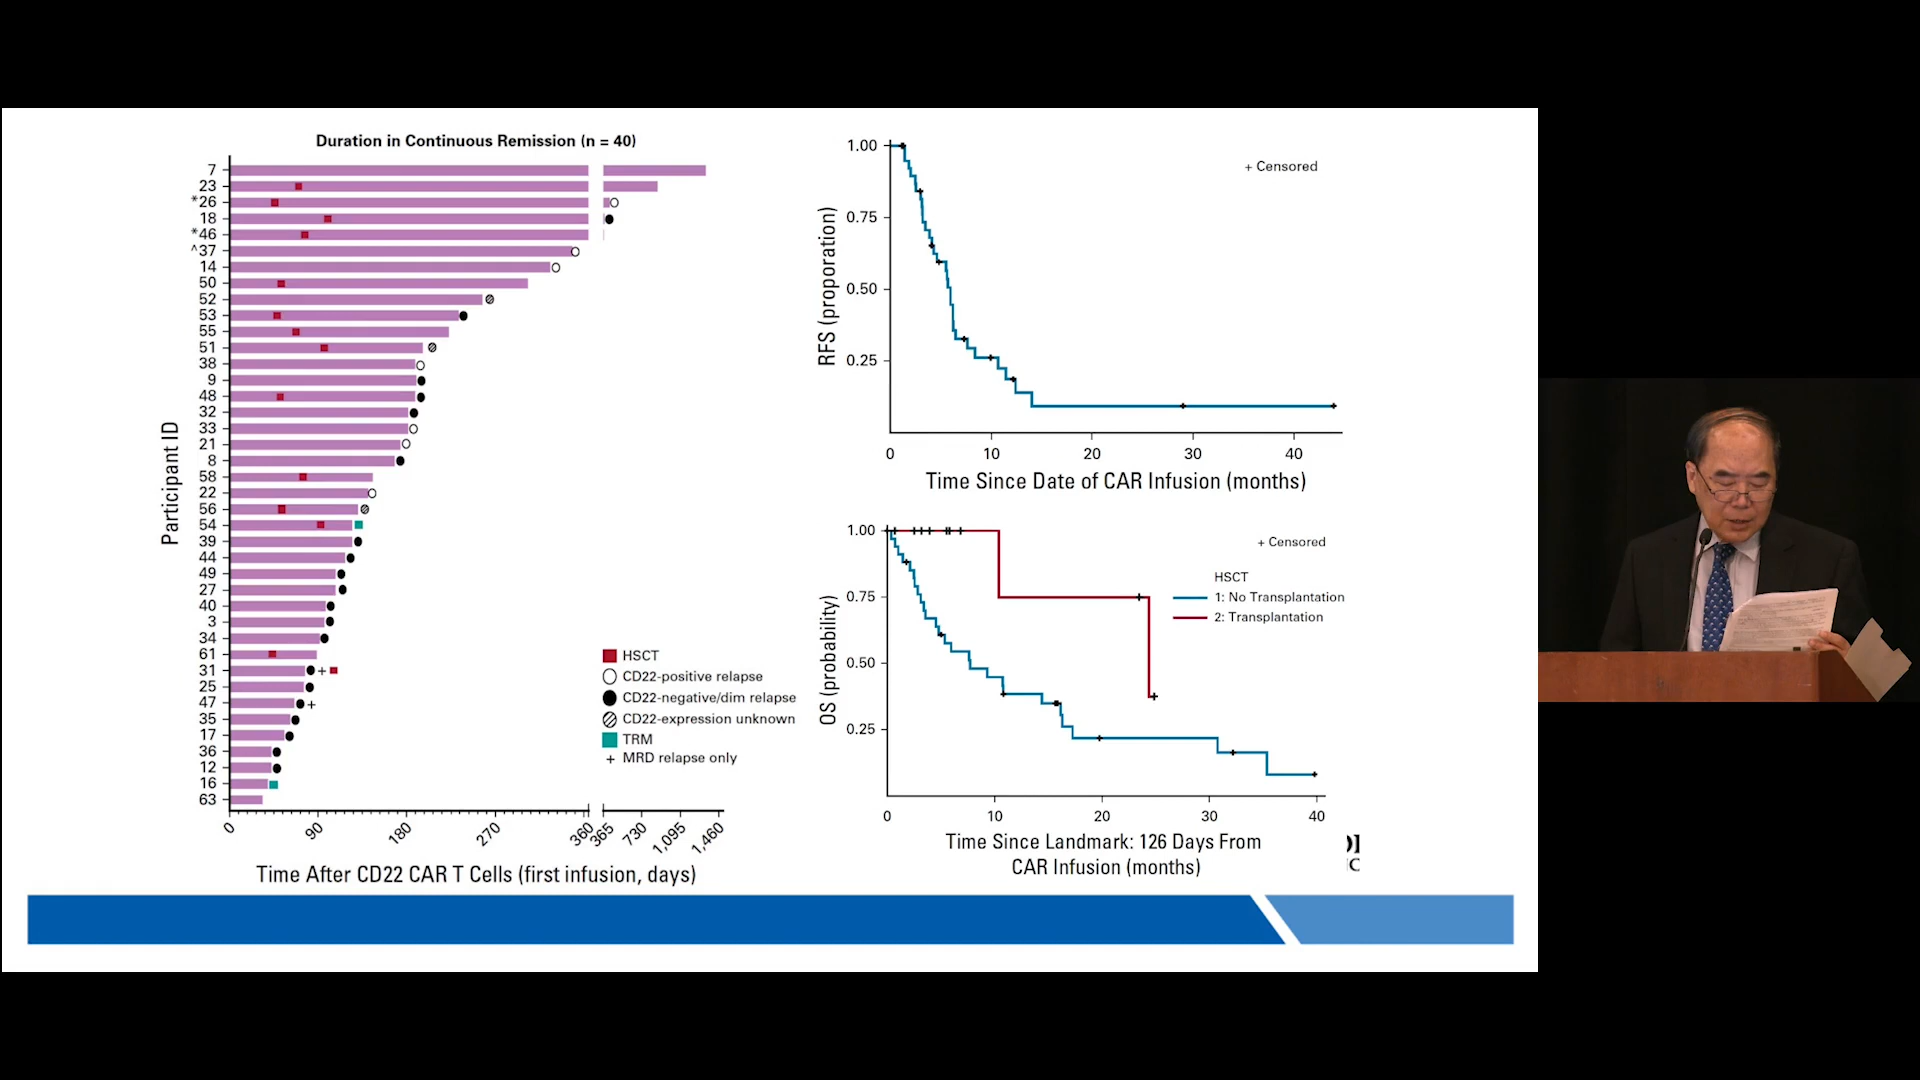 Duration in Continuous Remission (n = 40)
Participant ID
7
23
*26
18
*46
^37
14
50
52
53
55
51
38
9
48
32
33
21
8
58
22
56
54
39
44
49
27
40
3
34
61
31
25
47
35
17
36
12
16
63
HSCT
CD22-positive relapse
CD22-negative/dim relapse
CD22-expression unknown
TRM
+ MRD relapse only
0 90 180 270 360 365 730 1,095 1,460
Time After CD22 CAR T Cells (first infusion, days)
RFS (proporation)
1.00
0.75
0.50
0.25
+ Censored
0 10 20 30 40
Time Since Date of CAR Infusion (months)
OS (probability)
1.00
0.75
0.50
0.25
+ Censored
HSCT
1: No Transplantation
2: Transplantation
0 10 20 30 40
Time Since Landmark: 126 Days From
CAR Infusion (months)